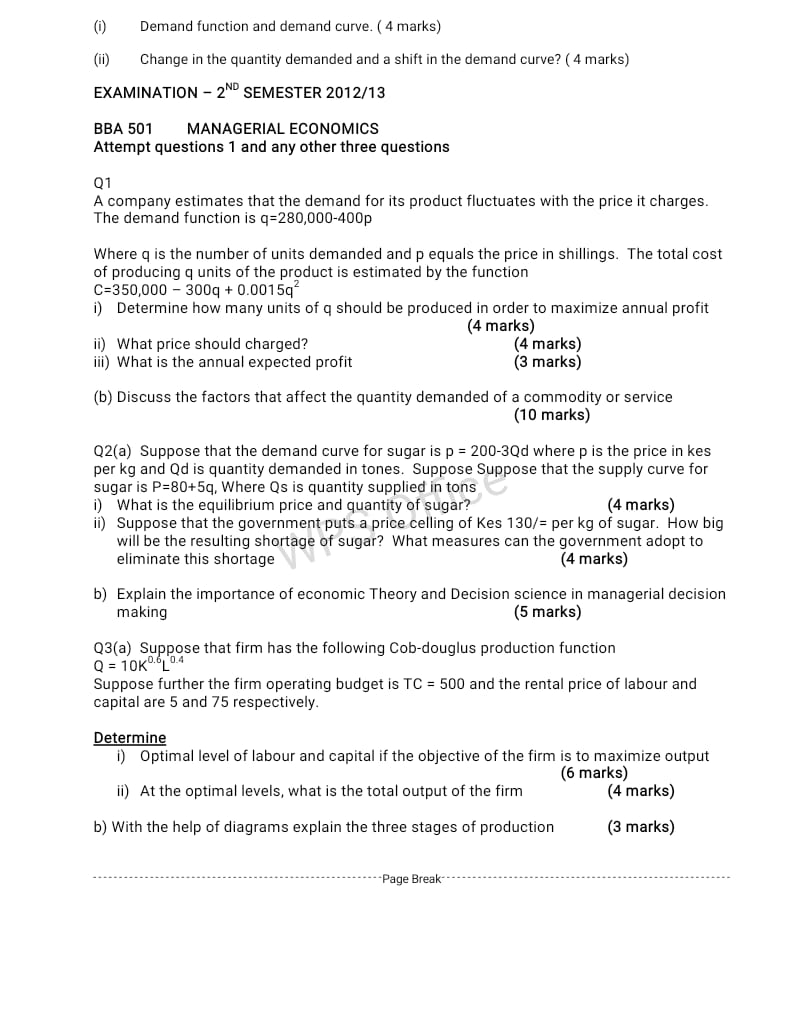 (i) Demand function and demand curve. ( 4 marks)
(ii) Change in the quantity demanded and a shift in the demand curve? ( 4 marks)
EXAMINATION – 2ND SEMESTER 2012/13
BBA 501 MANAGERIAL ECONOMICS
Attempt questions 1 and any other three questions
Q1
A company estimates that the demand for its product fluctuates with the price it charges.
The demand function is q=280,000-400p
Where q is the number of units demanded and p equals the price in shillings. The total cost
of producing q units of the product is estimated by the function
C=350,000 – 300q + 0.0015q2
i) Determine how many units of q should be produced in order to maximize annual profit
(4 marks)
ii) What price should charged? (4 marks)
iii) What is the annual expected profit (3 marks)
(b) Discuss the factors that affect the quantity demanded of a commodity or service
(10 marks)
Q2(a) Suppose that the demand curve for sugar is p = 200-3Qd where p is the price in kes
per kg and Qd is quantity demanded in tones. Suppose Suppose that the supply curve for
sugar is P=80+5q, Where Qs is quantity supplied in tons
i) What is the equilibrium price and quantity of sugar? (4 marks)
ii) Suppose that the government puts a price celling of Kes 130/= per kg of sugar. How big
will be the resulting shortage of sugar? What measures can the government adopt to
eliminate this shortage (4 marks)
WPS Office
b) Explain the importance of economic Theory and Decision science in managerial decision
making (5 marks)
Q3(a) Suppose that firm has the following Cob-douglus production function
Q = 10K0.6L0.4
Suppose further the firm operating budget is TC = 500 and the rental price of labour and
capital are 5 and 75 respectively.
Determine
i) Optimal level of labour and capital if the objective of the firm is to maximize output
(6 marks)
ii) At the optimal levels, what is the total output of the firm (4 marks)
b) With the help of diagrams explain the three stages of production (3 marks)
Page Break